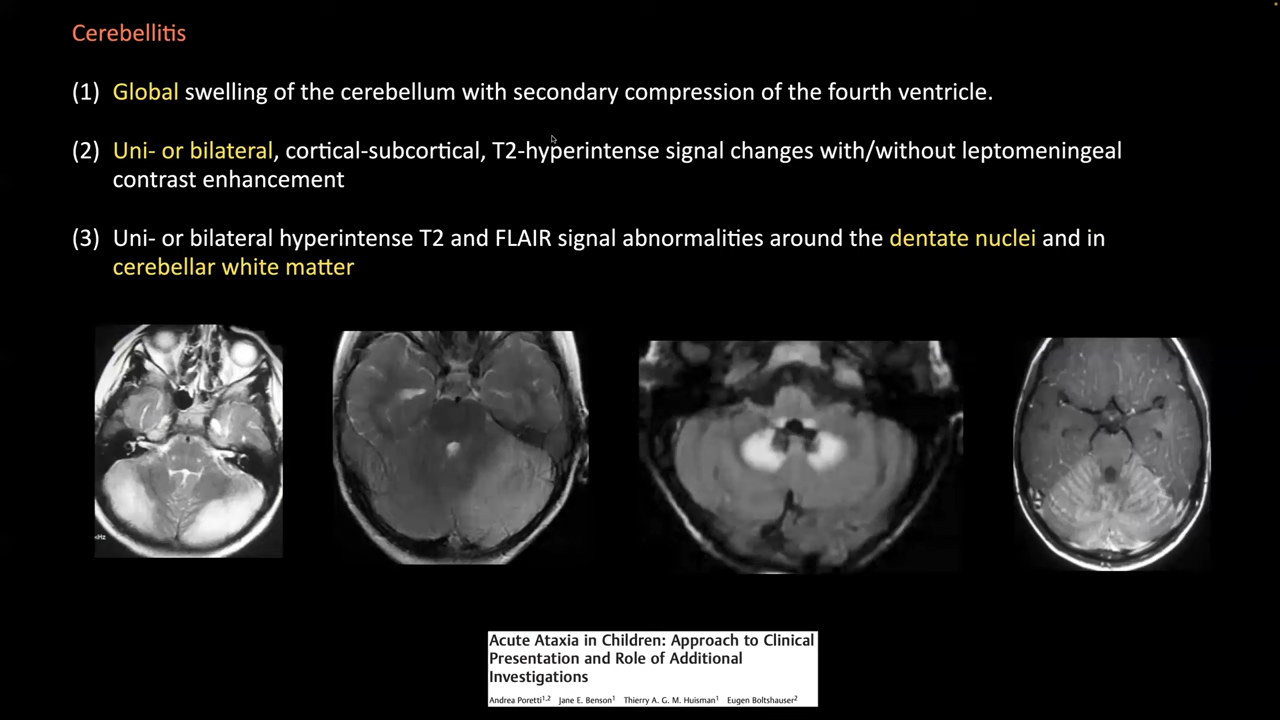 Cerebellitis
(1) Global swelling of the cerebellum with secondary compression of the fourth ventricle.
(2) Uni- or bilateral, cortical-subcortical, T2-hyperintense signal changes with/without leptomeningeal
contrast enhancement
(3) Uni- or bilateral hyperintense T2 and FLAIR signal abnormalities around the dentate nuclei and in
cerebellar white matter
Acute Ataxia in Children: Approach to Clinical
Presentation and Role of Additional
Investigations
Andrea Poretti1,2 Jane E. Benson1 Thierry A. G. M. Huisman1 Eugen Boltshauser2